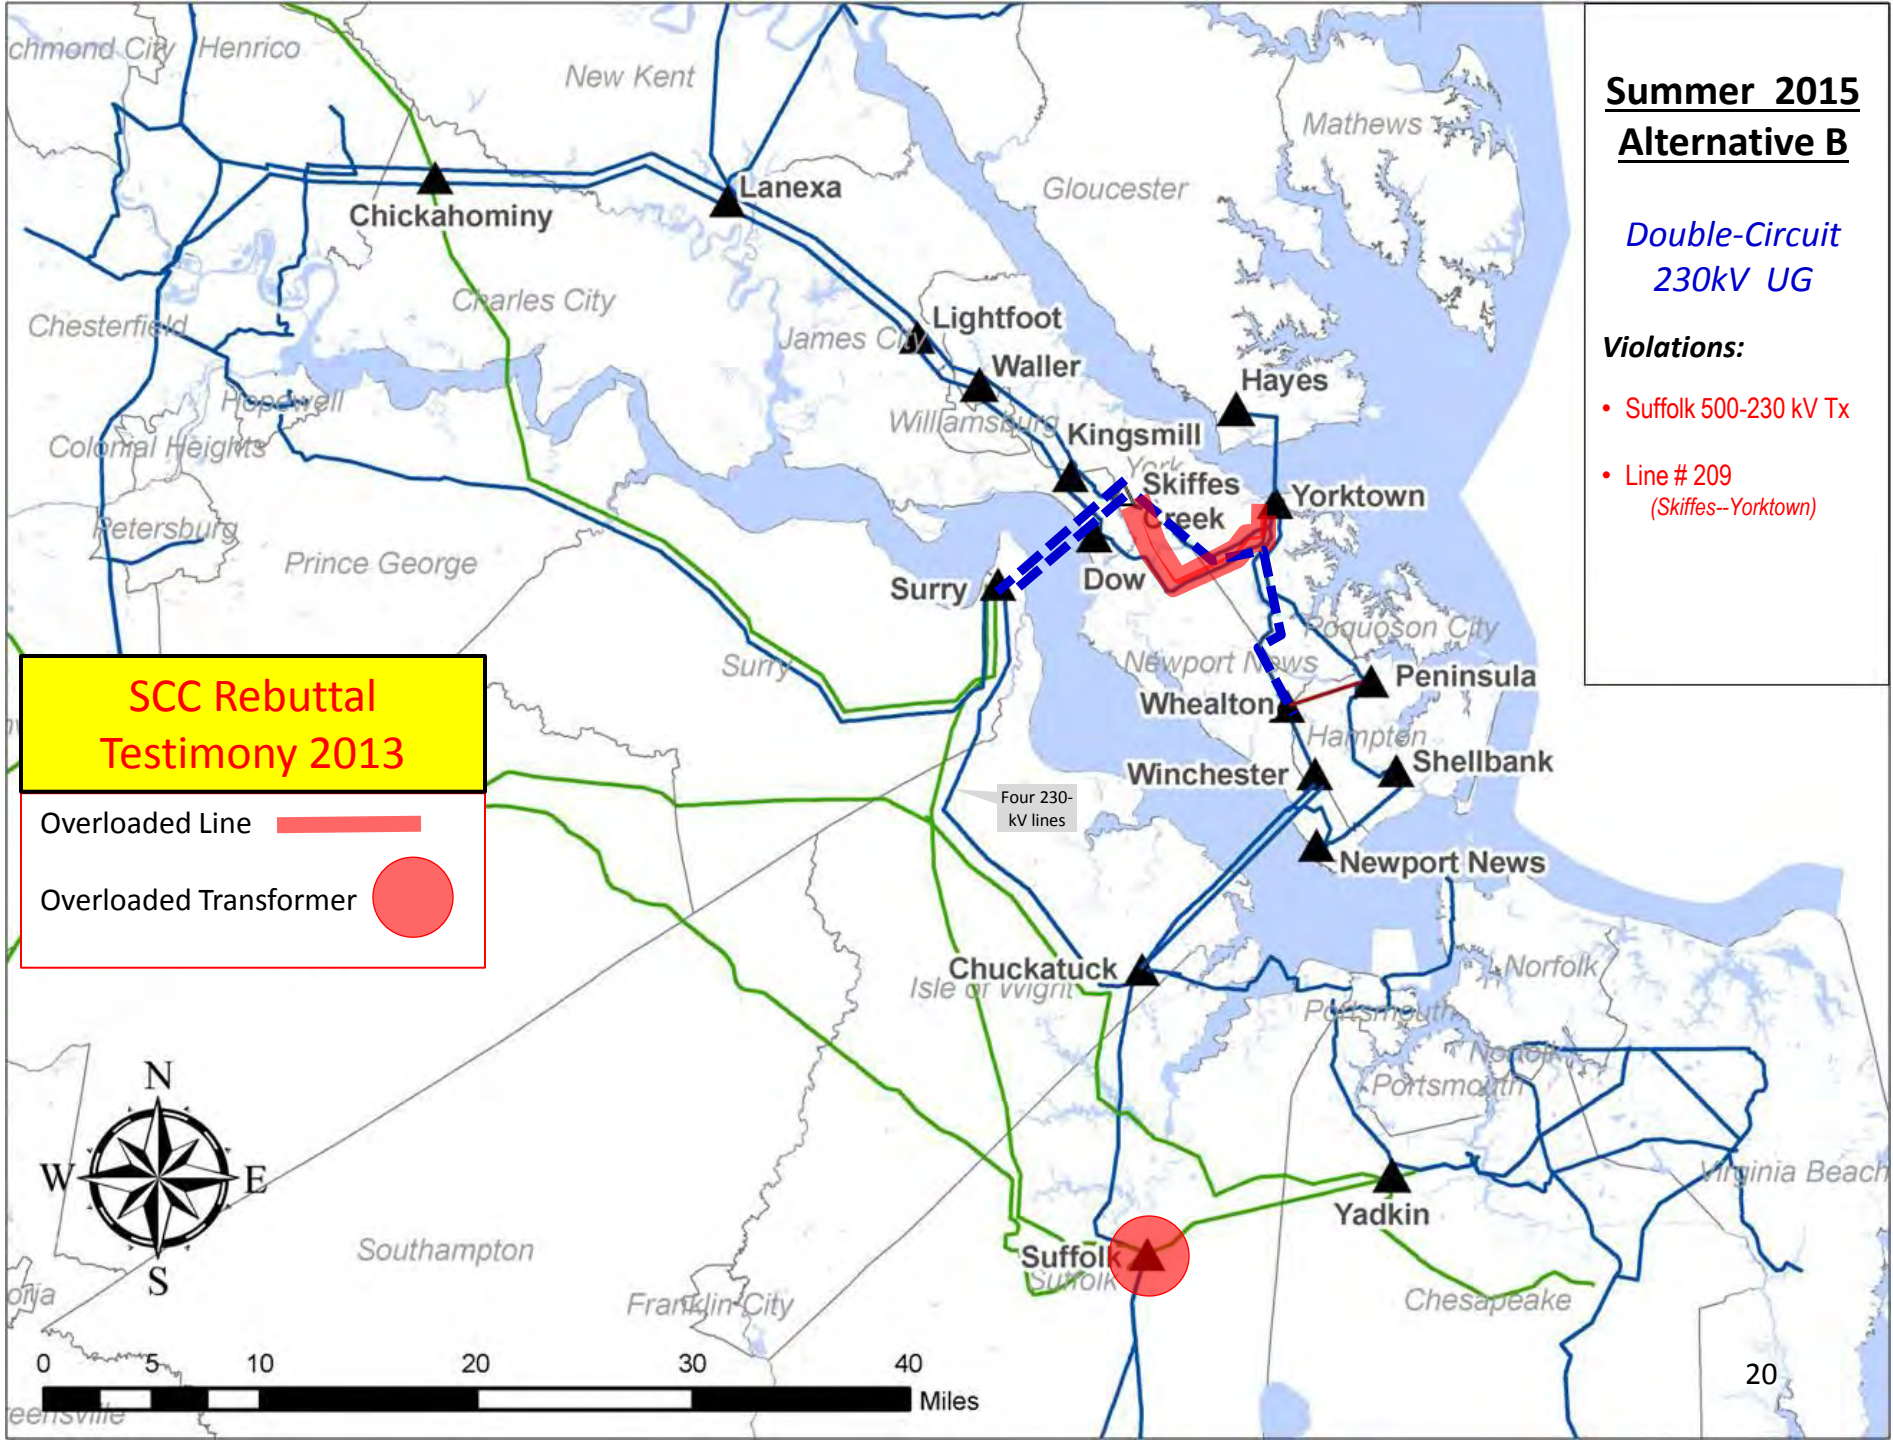 chmond City
Henrico
New Kent
Mathews
Gloucester
Lanexa
Chickahominy
Charles City
Chesterfield
James City
Lightfoot
Waller
Hayes
Hopewell
Williamsburg
Kingsmill
Colonial Heights
York
Skiffes
Creek
Yorktown
Petersburg
Prince George
Dow
Surry
Poquoson City
Surry
Newport News
Peninsula
Whealton
Hampton
Winchester
Shellbank
Four 230-
kV lines
Newport News
Chuckatuck
Isle of Wight
Norfolk
Portsmouth
Norfolk
Portsmouth
Virginia Beach
Yadkin
Suffolk
Suffolk
Southampton
Franklin City
Chesapeake
reensville
Summer 2015
Alternative B
Double-Circuit
230kV UG
Violations:
• Suffolk 500-230 kV Tx
• Line # 209
(Skiffes--Yorktown)
SCC Rebuttal
Testimony 2013
Overloaded Line
Overloaded Transformer
N
W E
S
0 5 10 20 30 40
Miles
20